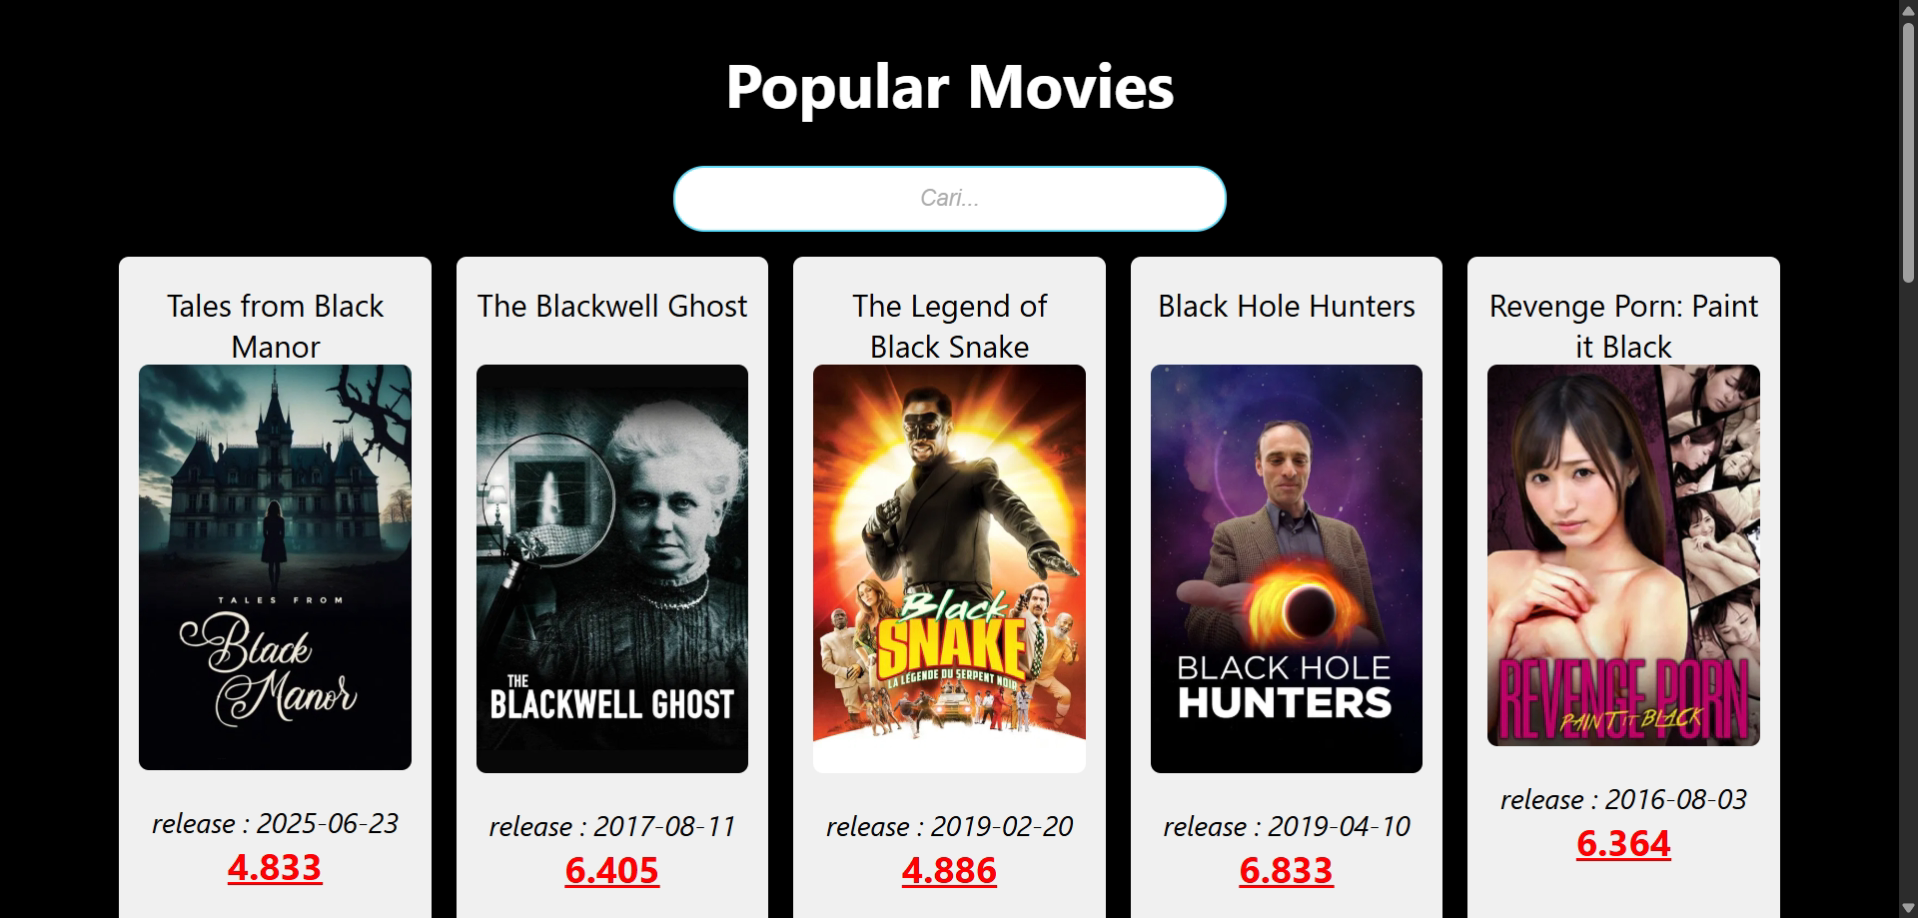 Popular Movies
Cari...
Tales from Black
Manor
TALES FROM
Black
Manor
release : 2025-06-23
4.833
The Blackwell Ghost
THE
BLACKWELL GHOST
release : 2017-08-11
6.405
The Legend of
Black Snake
Black
SNAKE
LA LÉGENDE DU SERPENT NOIR
release : 2019-02-20
4.886
Black Hole Hunters
BLACK HOLE
HUNTERS
release : 2019-04-10
6.833
Revenge Porn: Paint
it Black
REVENGE PORN
PAINT IT BLACK
release : 2016-08-03
6.364